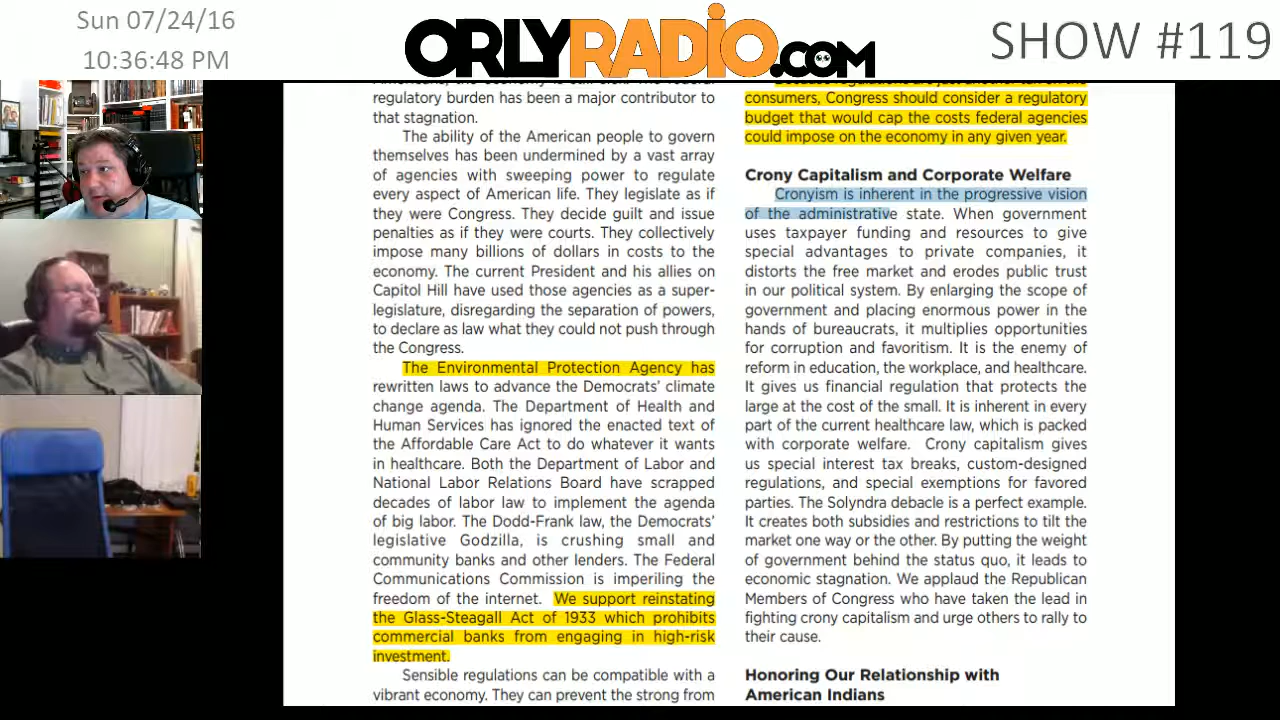 Sun 07/24/16
10:36:48 PM
ORLYRADiO.COM
SHOW #119
regulatory burden has been a major contributor to
that stagnation.
The ability of the American people to govern
themselves has been undermined by a vast array
of agencies with sweeping power to regulate
every aspect of American life. They legislate as if
they were Congress. They decide guilt and issue
penalties as if they were courts. They collectively
impose many billions of dollars in costs to the
economy. The current President and his allies on
Capitol Hill have used those agencies as a super-
legislature, disregarding the separation of powers,
to declare as law what they could not push through
the Congress.
The Environmental Protection Agency has
rewritten laws to advance the Democrats’ climate
change agenda. The Department of Health and
Human Services has ignored the enacted text of
the Affordable Care Act to do whatever it wants
in healthcare. Both the Department of Labor and
National Labor Relations Board have scrapped
decades of labor law to implement the agenda
of big labor. The Dodd-Frank law, the Democrats’
legislative Godzilla, is crushing small and
community banks and other lenders. The Federal
Communications Commission is imperiling the
freedom of the internet. We support reinstating
the Glass-Steagall Act of 1933 which prohibits
commercial banks from engaging in high-risk
investment.
Sensible regulations can be compatible with a
vibrant economy. They can prevent the strong from
consumers, Congress should consider a regulatory
budget that would cap the costs federal agencies
could impose on the economy in any given year.
Crony Capitalism and Corporate Welfare
Cronyism is inherent in the progressive vision
of the administrative state. When government
uses taxpayer funding and resources to give
special advantages to private companies, it
distorts the free market and erodes public trust
in our political system. By enlarging the scope of
government and placing enormous power in the
hands of bureaucrats, it multiplies opportunities
for corruption and favoritism. It is the enemy of
reform in education, the workplace, and healthcare.
It gives us financial regulation that protects the
large at the cost of the small. It is inherent in every
part of the current healthcare law, which is packed
with corporate welfare. Crony capitalism gives
us special interest tax breaks, custom-designed
regulations, and special exemptions for favored
parties. The Solyndra debacle is a perfect example.
It creates both subsidies and restrictions to tilt the
market one way or the other. By putting the weight
of government behind the status quo, it leads to
economic stagnation. We applaud the Republican
Members of Congress who have taken the lead in
fighting crony capitalism and urge others to rally to
their cause.
Honoring Our Relationship with
American Indians